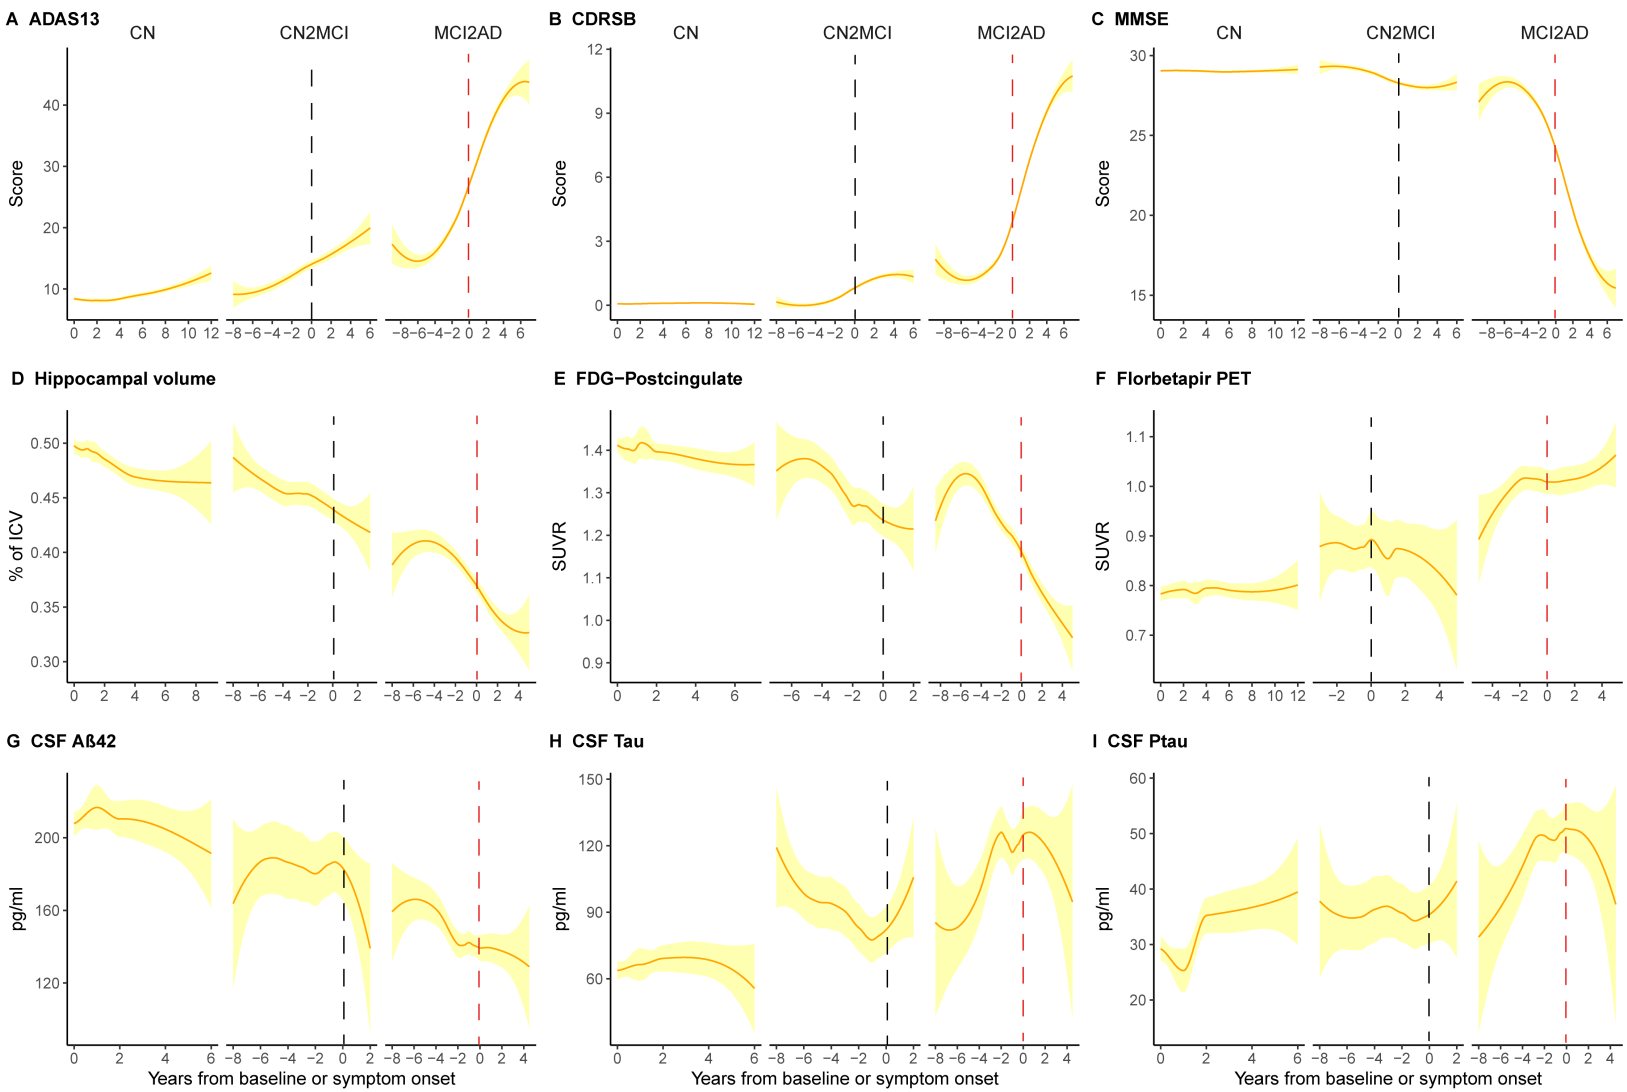 A ADAS13
B CDRSB
C MMSE
CN CN2MCI MCI2AD
CN CN2MCI MCI2AD
CN CN2MCI MCI2AD
Score
40
30
20
10
0 2 4 6 8 10 12
−8 −6 −4 −2 0 2 4 6
−8 −6 −4 −2 0 2 4 6
Score
12
9
6
3
0
0 2 4 6 8 10 12
−8 −6 −4 −2 0 2 4 6
−8 −6 −4 −2 0 2 4 6
Score
30
25
20
15
0 2 4 6 8 10 12
−8 −6 −4 −2 0 2 4 6
−8 −6 −4 −2 0 2 4 6
D Hippocampal volume
E FDG−Postcingulate
F Florbetapir PET
% of ICV
0.50
0.45
0.40
0.35
0.30
0 2 4 6 8
−8 −6 −4 −2 0 2
−8 −6 −4 −2 0 2 4
SUVR
1.4
1.3
1.2
1.1
1.0
0.9
0 2 4 6
−6 −4 −2 0 2
−8 −6 −4 −2 0 2 4
SUVR
1.1
1.0
0.9
0.8
0.7
0 2 4 6 8 10 12
−2 0 2 4
−4 −2 0 2 4
G CSF Aß42
H CSF Tau
I CSF Ptau
pg/ml
200
160
120
0 2 4 6
−8 −6 −4 −2 0 2
−8 −6 −4 −2 0 2 4
Years from baseline or symptom onset
pg/ml
150
120
90
60
0 2 4 6
−8 −6 −4 −2 0 2
−8 −6 −4 −2 0 2 4
Years from baseline or symptom onset
pg/ml
60
50
40
30
20
0 2 4 6
−8 −6 −4 −2 0 2
−8 −6 −4 −2 0 2 4
Years from baseline or symptom onset